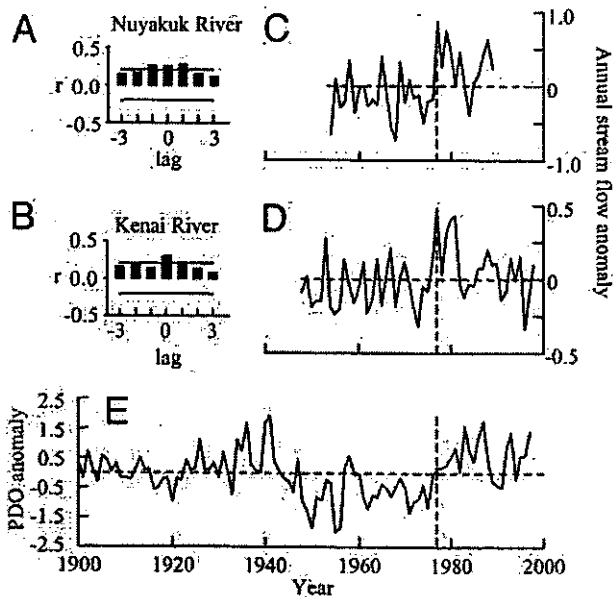 A
Nuyakuk River
0.5
r 0.0
-0.5
-3 0 3
lag
C
1.0
0
-1.0
B
Kenai River
0.5
r 0.0
-0.5
-3 0 3
lag
D
0.5
0
-0.5
Annual stream flow anomaly
E
PDO anomaly
2.5
1.5
0.5
-0.5
-1.5
-2.5
1900 1920 1940 1960 1980 2000
Year